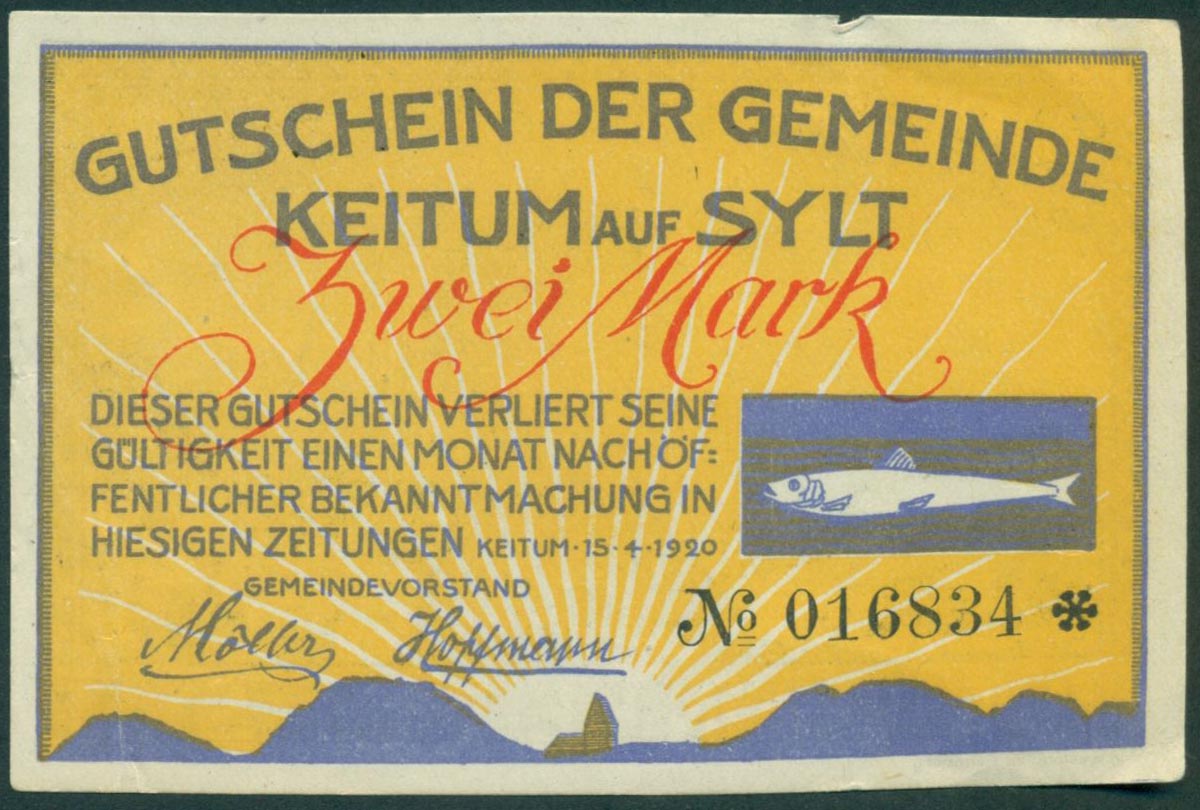 GUTSCHEIN DER GEMEINDE
KEITUM AUF SYLT
Zwei Mark
DIESER GUTSCHEIN VERLIERT SEINE
GÜLTIGKEIT EINEN MONAT NACH ÖF=
FENTLICHER BEKANNTMACHUNG IN
HIESIGEN ZEITUNGEN KEITUM·15·4·1920
GEMEINDEVORSTAND
Möller Hoffmann
№ 016834 *